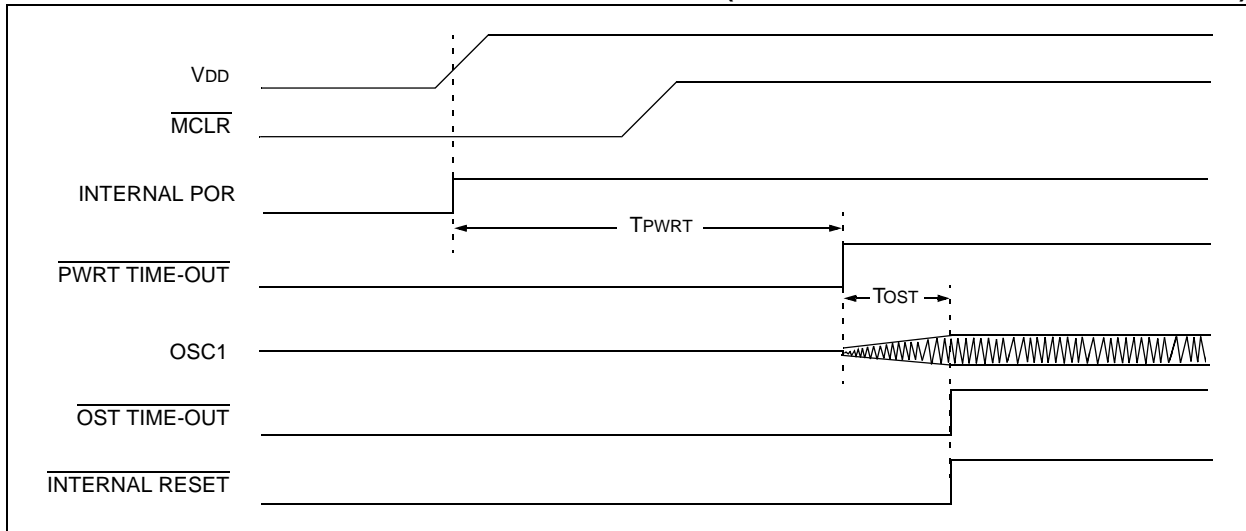 VDD
MCLR
INTERNAL POR
TPWRT
PWRT TIME-OUT
TOST
OSC1
OST TIME-OUT
INTERNAL RESET